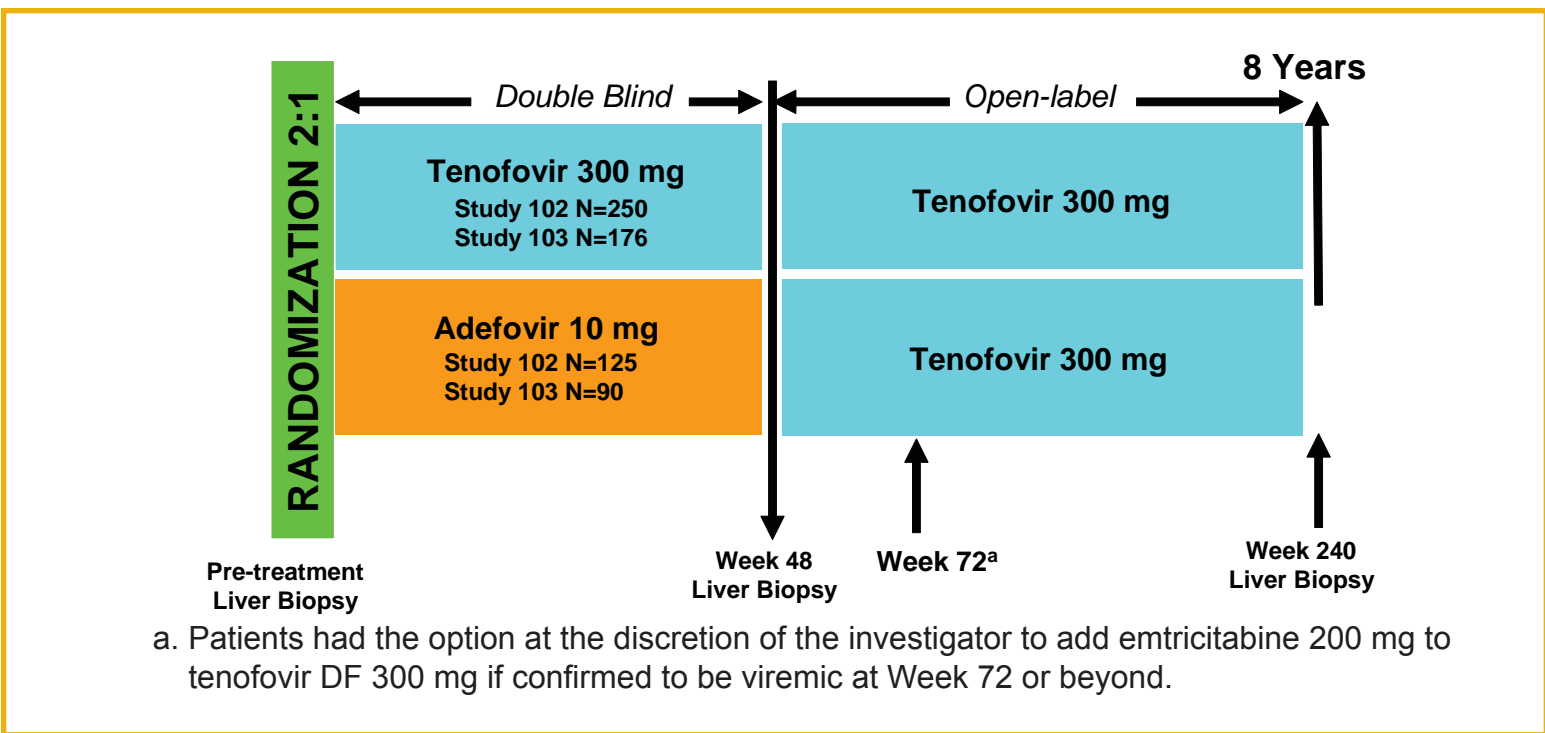 8 Years
RANDOMIZATION 2:1
Double Blind
Open-label
Tenofovir 300 mg
Study 102 N=250
Study 103 N=176
Tenofovir 300 mg
Adefovir 10 mg
Study 102 N=125
Study 103 N=90
Tenofovir 300 mg
Pre-treatment
Liver Biopsy
Week 48
Liver Biopsy
Week 72ª
Week 240
Liver Biopsy
a. Patients had the option at the discretion of the investigator to add emtricitabine 200 mg to
tenofovir DF 300 mg if confirmed to be viremic at Week 72 or beyond.